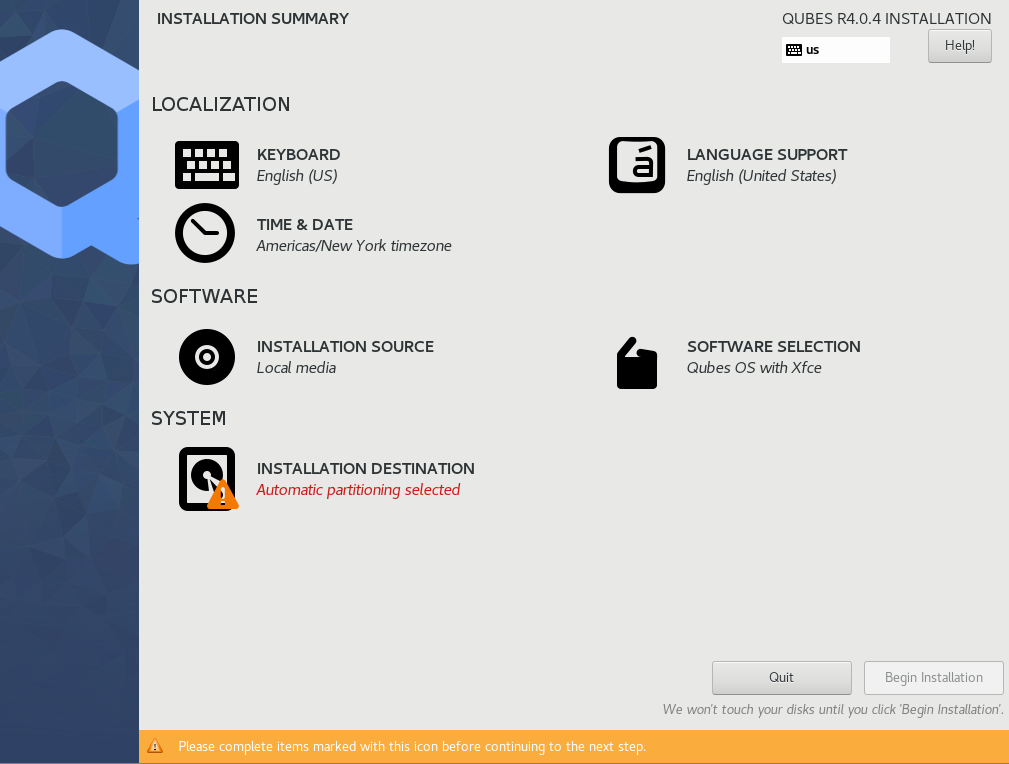 INSTALLATION SUMMARY
QUBES R4.0.4 INSTALLATION
us
Help!
LOCALIZATION
KEYBOARD
English (US)
LANGUAGE SUPPORT
English (United States)
TIME & DATE
Americas/New York timezone
SOFTWARE
INSTALLATION SOURCE
Local media
SOFTWARE SELECTION
Qubes OS with Xfce
SYSTEM
INSTALLATION DESTINATION
Automatic partitioning selected
Quit
Begin Installation
We won't touch your disks until you click 'Begin Installation'.
Please complete items marked with this icon before continuing to the next step.